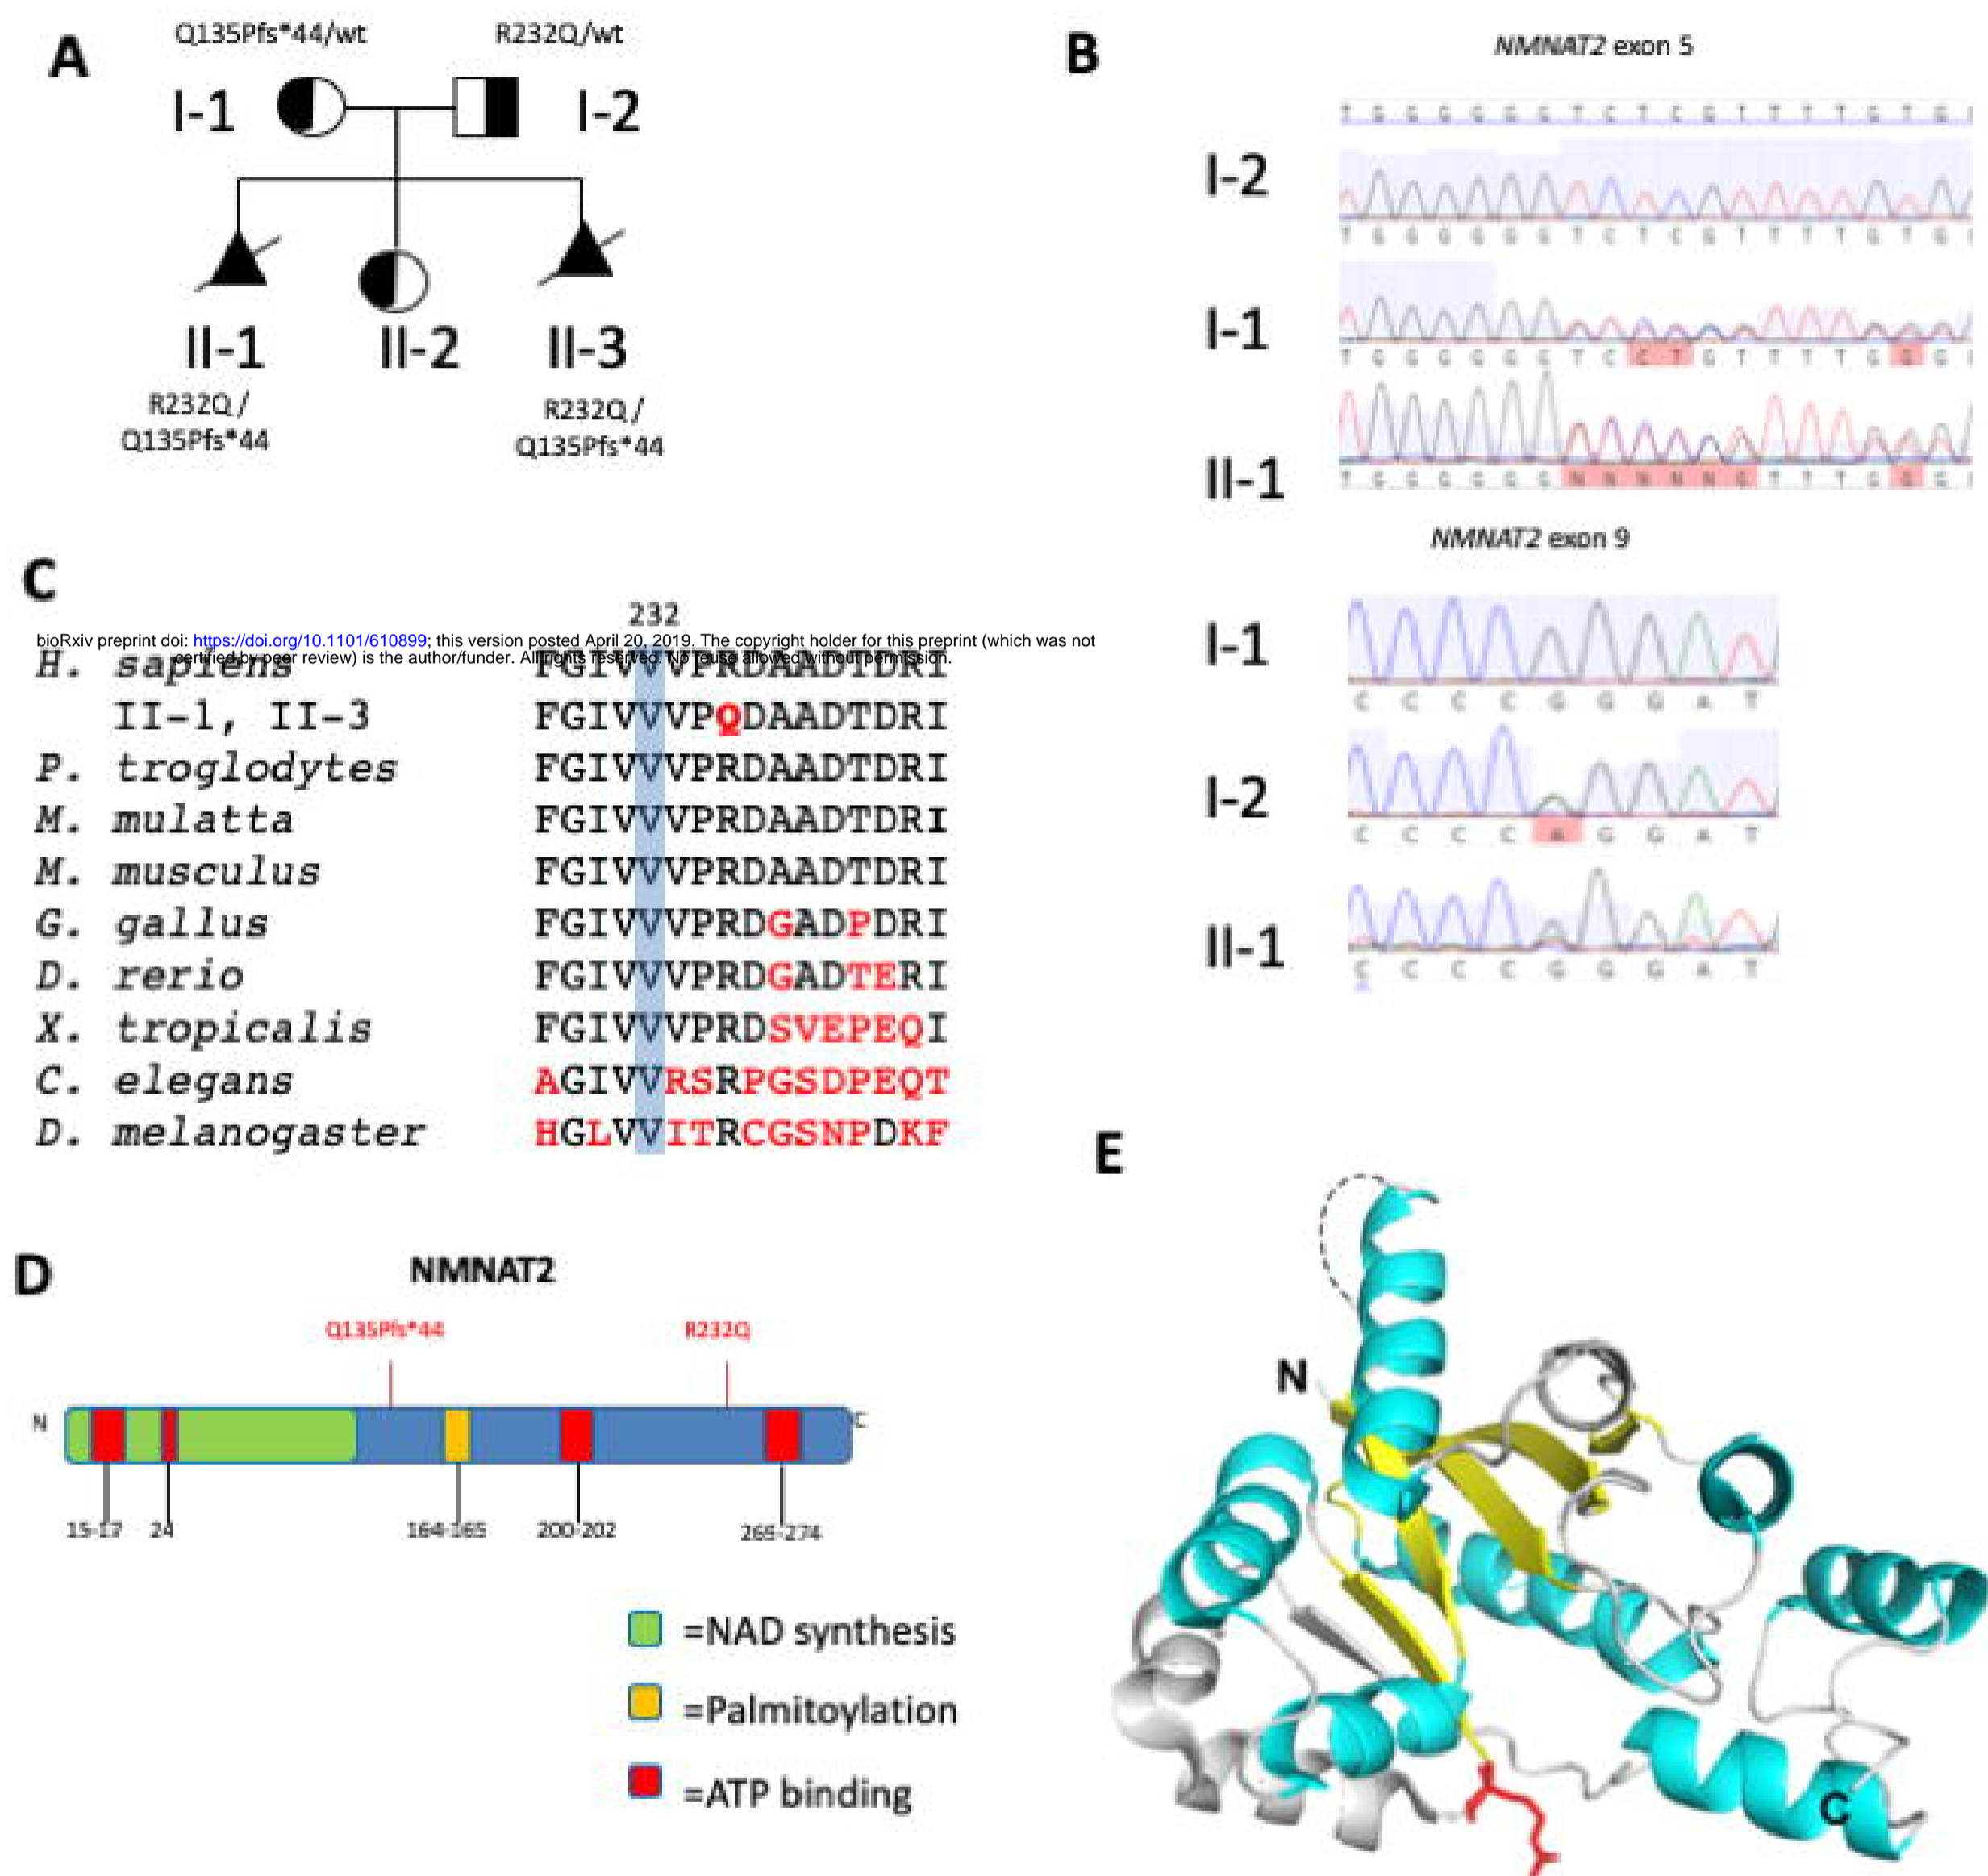 A
Q135Pfs*44/wt
R232Q/wt
I-1
I-2
II-1
II-2
II-3
R232Q /
Q135Pfs*44
R232Q /
Q135Pfs*44
B
NMNAT2 exon 5
T G G G G G G T C T C G T T T T G T G
I-2
T G G G G G G T C T C G T T T T G T G
I-1
T G G G G G G T C C T G T T T T G G G
II-1
T G G G G G G N N N N N G T T T G G G
NMNAT2 exon 9
I-1
C C C C G G G A T
I-2
C C C C A G G A T
II-1
C C C C G G G A T
C
232
bioRxiv preprint doi: https://doi.org/10.1101/610899; this version posted April 20, 2019. The copyright holder for this preprint (which was not
certified by peer review) is the author/funder. All rights reserved. No reuse allowed without permission.
H. sapiens FGIVVVPRDAADTDRI
II-1, II-3 FGIVVVPQDAADTDRI
P. troglodytes FGIVVVPRDAADTDRI
M. mulatta FGIVVVPRDAADTDRI
M. musculus FGIVVVPRDAADTDRI
G. gallus FGIVVVPRDGADPDRI
D. rerio FGIVVVPRDGADTERI
X. tropicalis FGIVVVPRDSVEPEQI
C. elegans AGIVVRSRPGSDPEQT
D. melanogaster HGLVVITRCGSNPDKF
D
NMNAT2
Q135Pfs*44
R232Q
N
C
15-17
24
164-165
200-202
265-274
=NAD synthesis
=Palmitoylation
=ATP binding
E
N
C